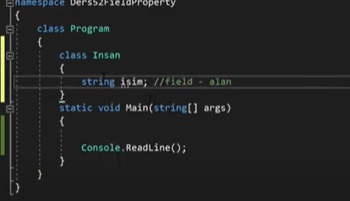 namespace Ders52FieldProperty
{
class Program
{
class Insan
{
string isim; //field - alan
}
static void Main(string[] args)
{
Console.ReadLine();
}
}
}